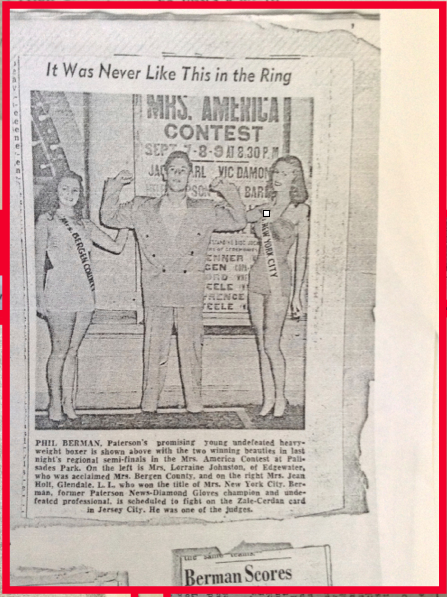 It Was Never Like This in the Ring
MRS. AMERICA
CONTEST
SEPT. 7-8-9 AT 8.30 P.M.
VIC DAMON
MRS. BERGEN COUNTY
NEW YORK CITY
PHIL BERMAN, Paterson's promising young undefeated heavy-
weight boxer is shown above with the two winning beauties in last
night's regional semi-finals in the Mrs. America Contest at Pali-
sades Park. On the left is Mrs. Lorraine Johnston, of Edgewater,
who was acclaimed Mrs. Bergen County, and on the right Mrs. Jean
Holt, Glendale, L. I., who won the title of Mrs. New York City. Ber-
man, former Paterson News-Diamond Gloves champion and unde-
feated professional, is scheduled to fight on the Zale-Cerdan card
in Jersey City. He was one of the judges.
Berman Scores